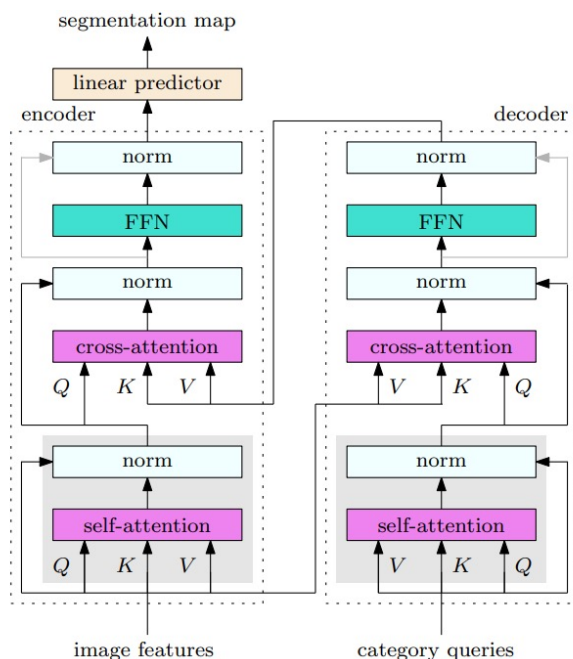 segmentation map
linear predictor
encoder
decoder
norm
norm
FFN
FFN
norm
norm
cross-attention
cross-attention
Q K V
V K Q
norm
norm
self-attention
self-attention
Q K V
V K Q
image features
category queries